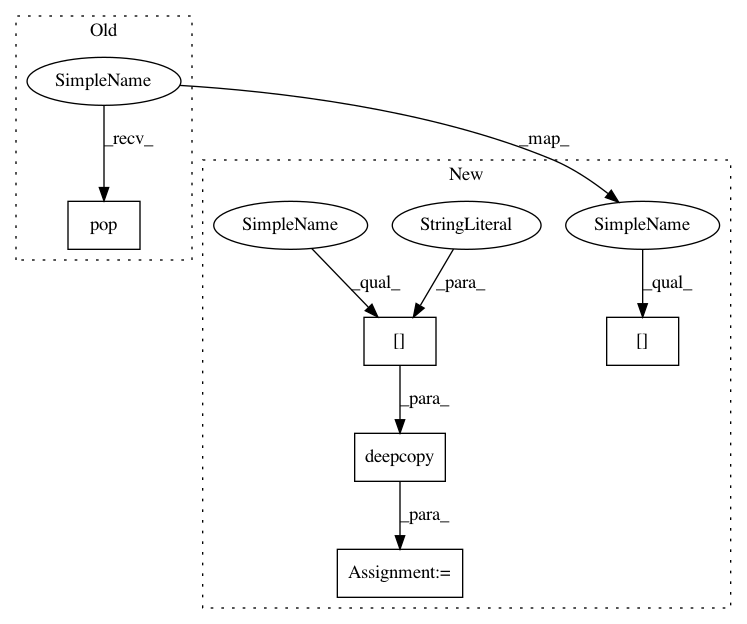 Old
SimpleName
_recv_
_map_
pop
New
SimpleName
StringLiteral
SimpleName
_qual_
_para_
_qual_
[]
[]
_para_
deepcopy
_para_
Assignment:=